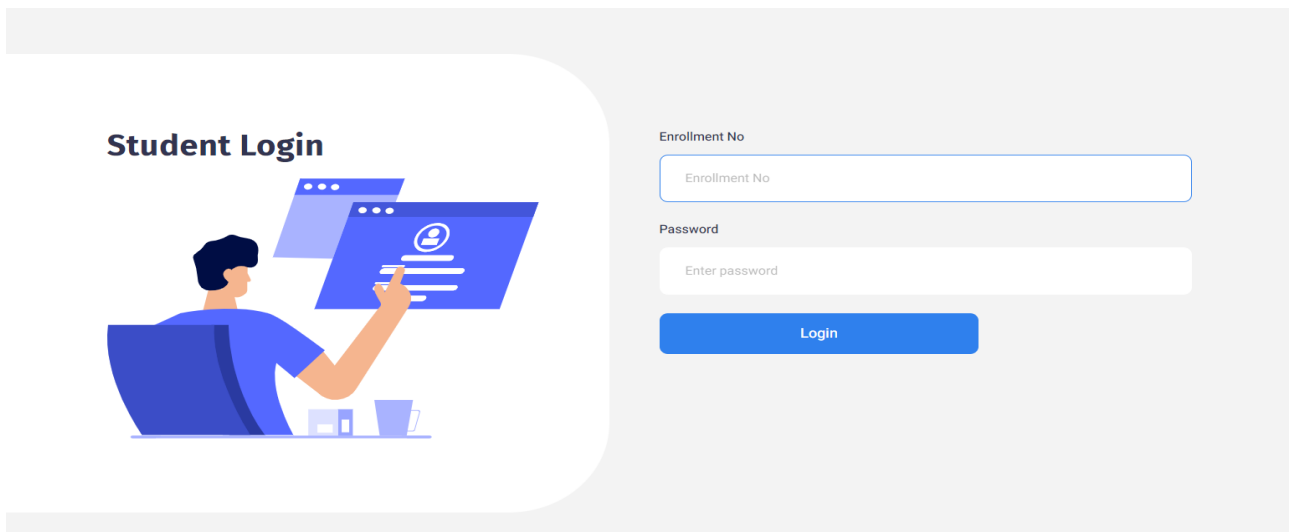 Student Login
Enrollment No
Enrollment No
Password
Enter password
Login